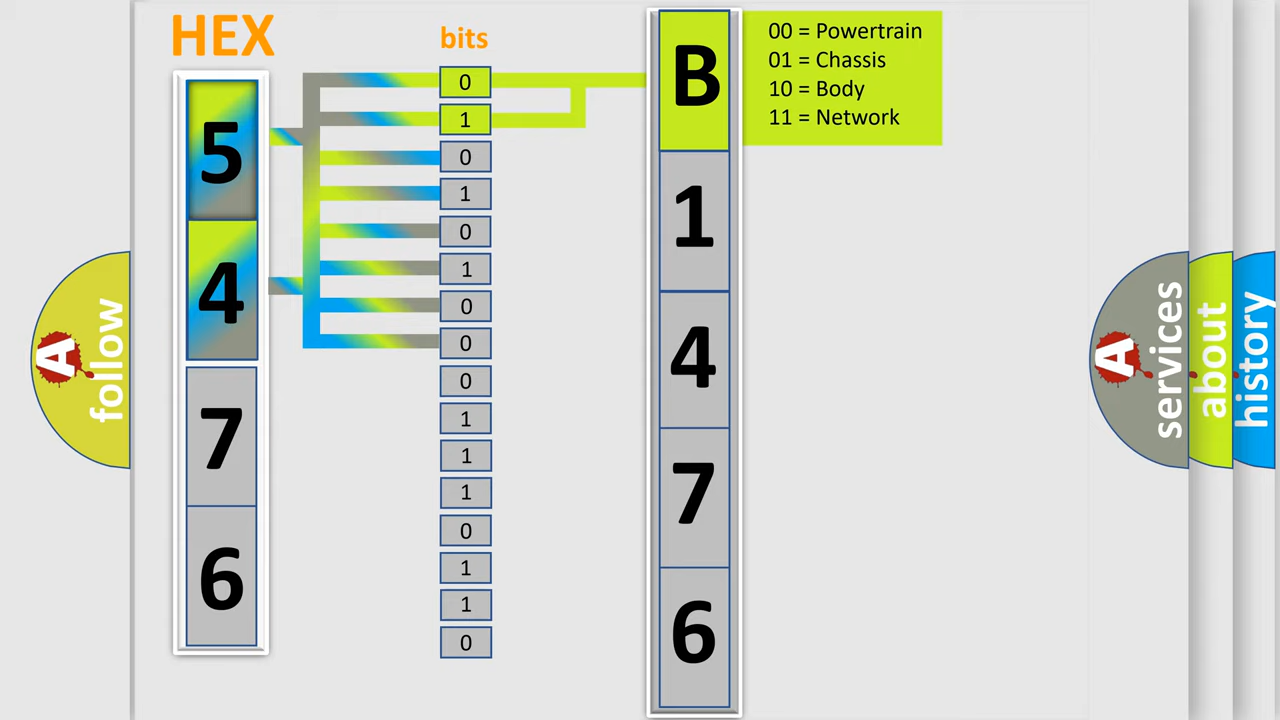 HEX
bits
5
4
7
6
0
1
0
1
0
1
0
0
0
1
1
1
0
1
1
0
B
1
4
7
6
00 = Powertrain
01 = Chassis
10 = Body
11 = Network
A
follow
A
services
about
history